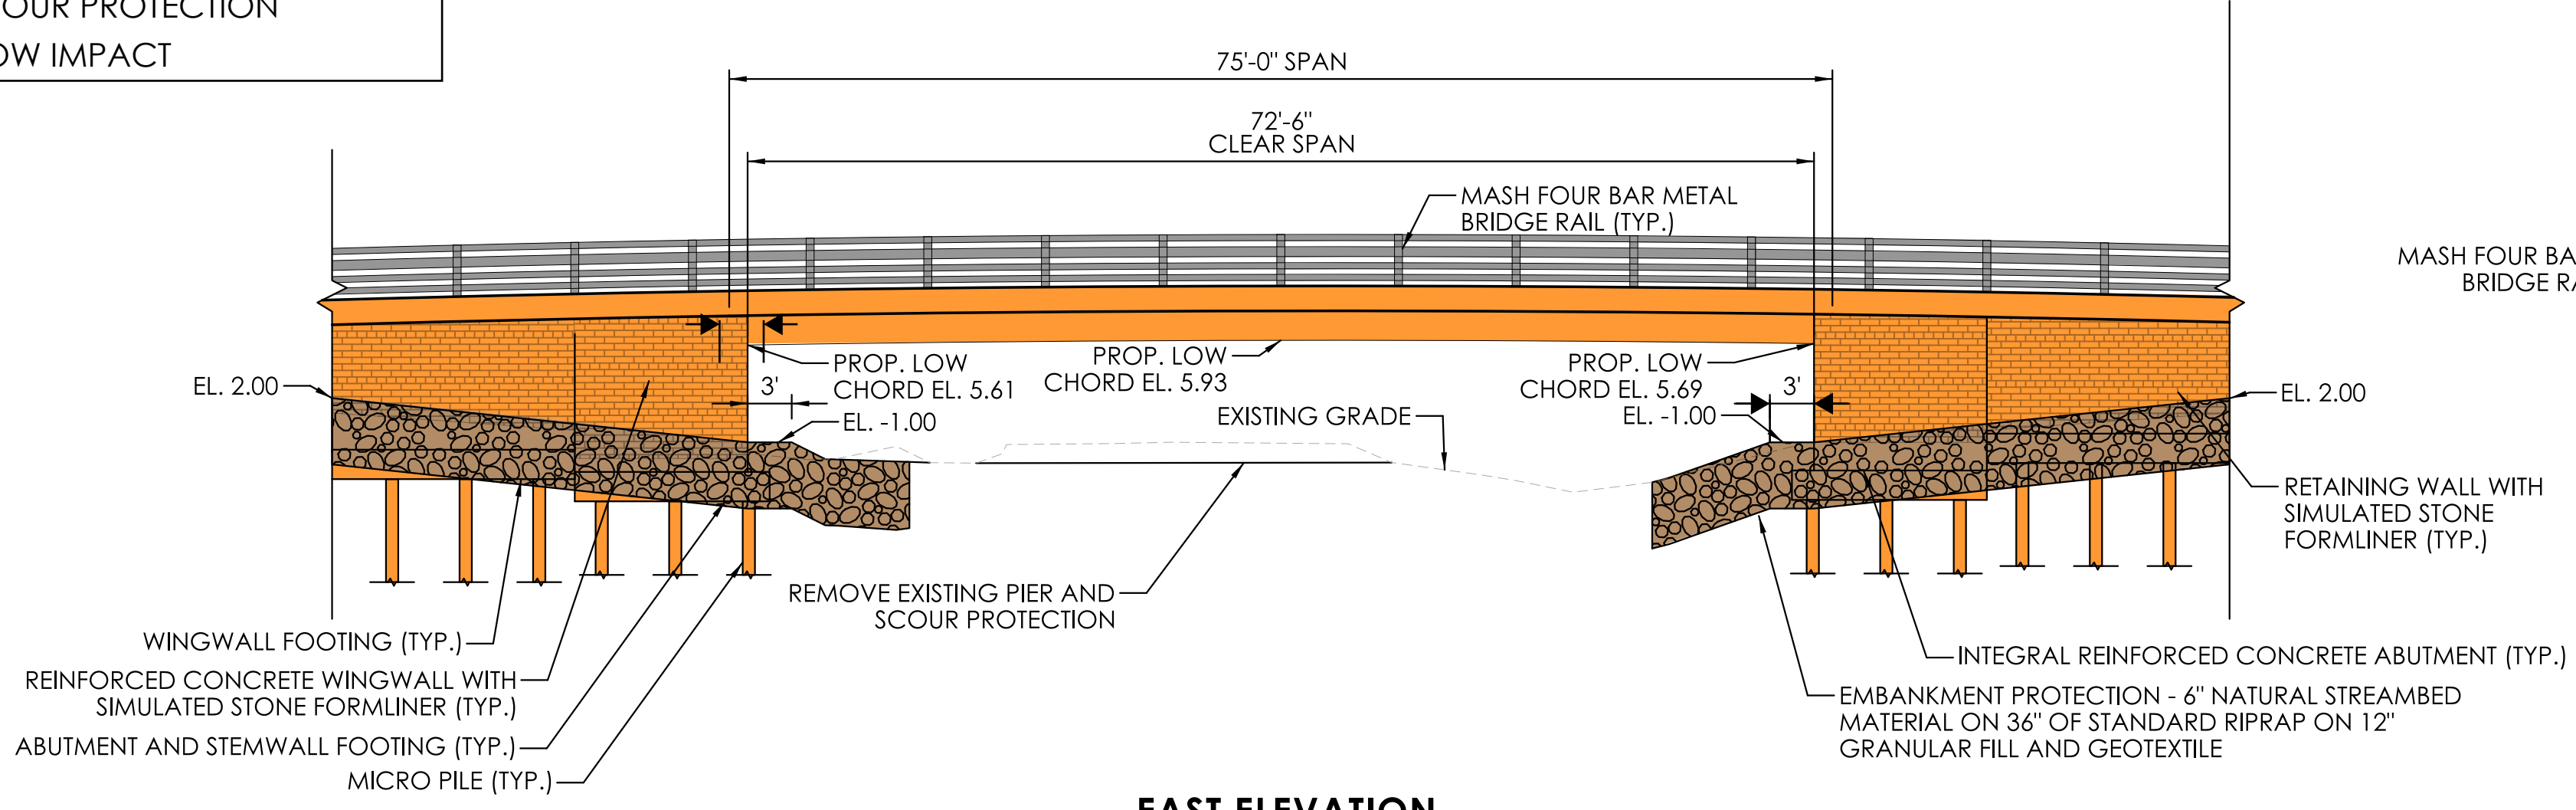 OUR PROTECTION
OW IMPACT
75'-0" SPAN
72'-6"
CLEAR SPAN
MASH FOUR BAR METAL
BRIDGE RAIL (TYP.)
MASH FOUR BA
BRIDGE RA
EL. 2.00
PROP. LOW
CHORD EL. 5.61
3'
EL. -1.00
PROP. LOW
CHORD EL. 5.93
EXISTING GRADE
PROP. LOW
CHORD EL. 5.69
EL. -1.00
3'
EL. 2.00
RETAINING WALL WITH
SIMULATED STONE
FORMLINER (TYP.)
REMOVE EXISTING PIER AND
SCOUR PROTECTION
WINGWALL FOOTING (TYP.)
REINFORCED CONCRETE WINGWALL WITH
SIMULATED STONE FORMLINER (TYP.)
ABUTMENT AND STEMWALL FOOTING (TYP.)
MICRO PILE (TYP.)
INTEGRAL REINFORCED CONCRETE ABUTMENT (TYP.)
EMBANKMENT PROTECTION - 6" NATURAL STREAMBED
MATERIAL ON 36" OF STANDARD RIPRAP ON 12"
GRANULAR FILL AND GEOTEXTILE
EAST ELEVATION